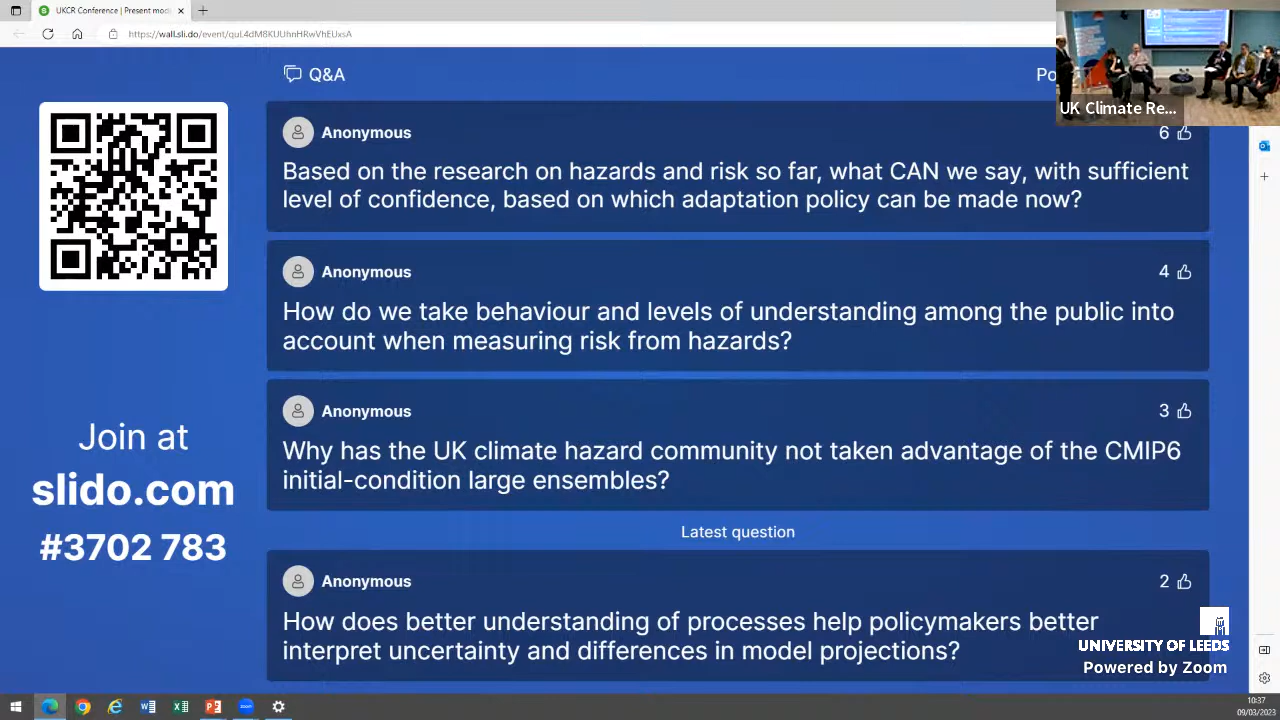 UKCR Conference | Present mod
https://wall.sli.do/event/
Q&A
Po
UK Climate Re...
Anonymous
6
Based on the research on hazards and risk so far, what CAN we say, with sufficient
level of confidence, based on which adaptation policy can be made now?
Anonymous
4
How do we take behaviour and levels of understanding among the public into
account when measuring risk from hazards?
Anonymous
3
Why has the UK climate hazard community not taken advantage of the CMIP6
initial-condition large ensembles?
Join at
slido.com
#3702 783
Latest question
Anonymous
2
How does better understanding of processes help policymakers better
interpret uncertainty and differences in model projections?
UNIVERSITY OF LEEDS
Powered by Zoom
10:37
09/03/2023